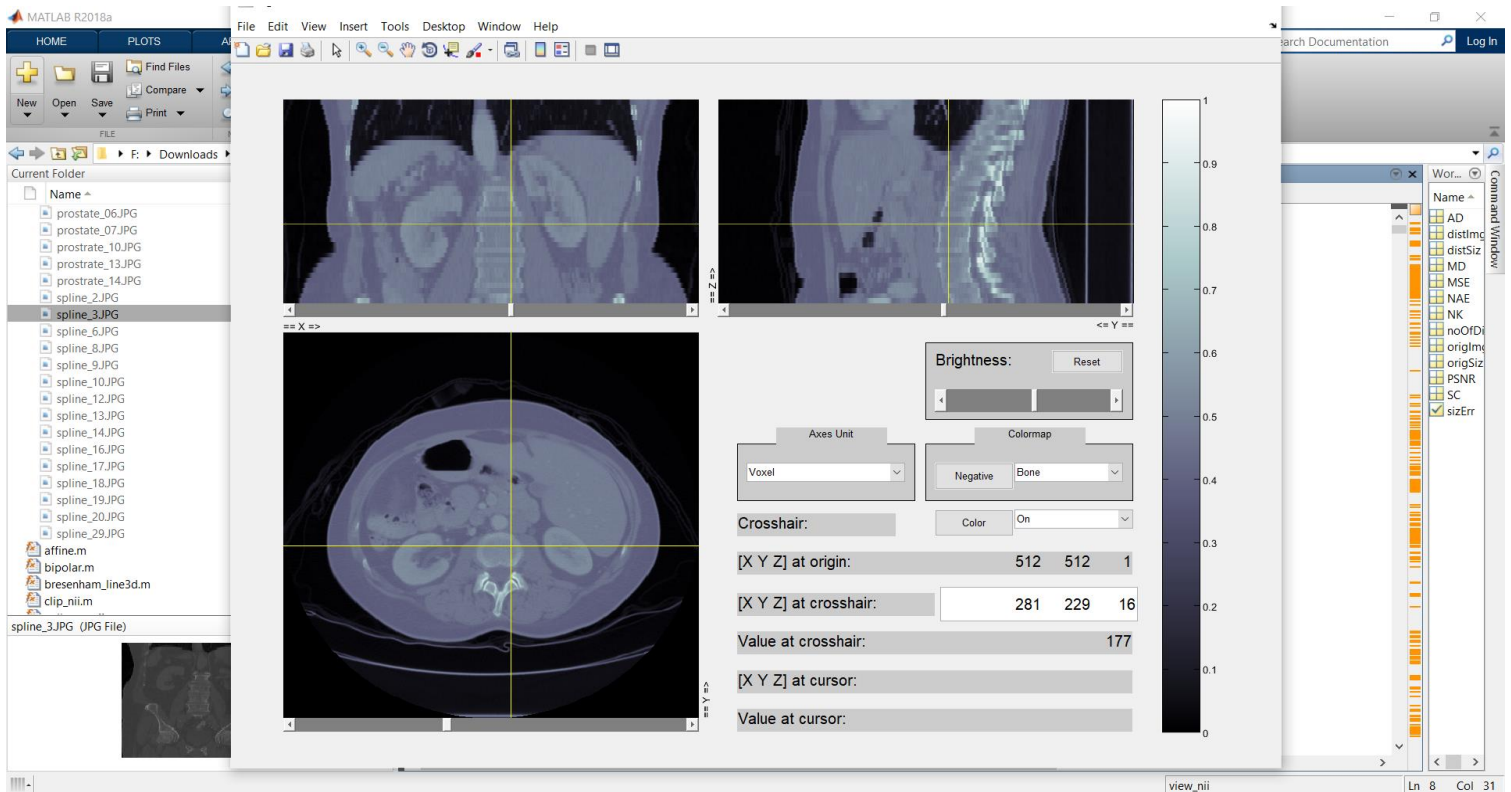 MATLAB R2018a
HOME PLOTS
File Edit View Insert Tools Desktop Window Help
Search Documentation
Log In
New
Open
Save
Find Files
Compare
Print
FILE
F: Downloads
Current Folder
Name
prostate_06.JPG
prostate_07.JPG
prostrate_10.JPG
prostrate_13.JPG
prostrate_14.JPG
spline_2.JPG
spline_3.JPG
spline_6.JPG
spline_8.JPG
spline_9.JPG
spline_10.JPG
spline_12.JPG
spline_13.JPG
spline_14.JPG
spline_16.JPG
spline_17.JPG
spline_18.JPG
spline_19.JPG
spline_20.JPG
spline_29.JPG
affine.m
bipolar.m
bresenham_line3d.m
clip_nii.m
spline_3.JPG (JPG File)
== X =>
== Z =>
<= Y ==
== Y =>
Brightness:
Reset
Axes Unit
Voxel
Colormap
Negative
Bone
Crosshair:
Color
On
[X Y Z] at origin: 512 512 1
[X Y Z] at crosshair: 281 229 16
Value at crosshair: 177
[X Y Z] at cursor:
Value at cursor:
1
0.9
0.8
0.7
0.6
0.5
0.4
0.3
0.2
0.1
0
Wor...
Name
AD
distImg
distSiz
MD
MSE
NAE
NK
noOfDi
origImg
origSiz
PSNR
SC
sizErr
Command Window
view_nii
Ln 8 Col 31